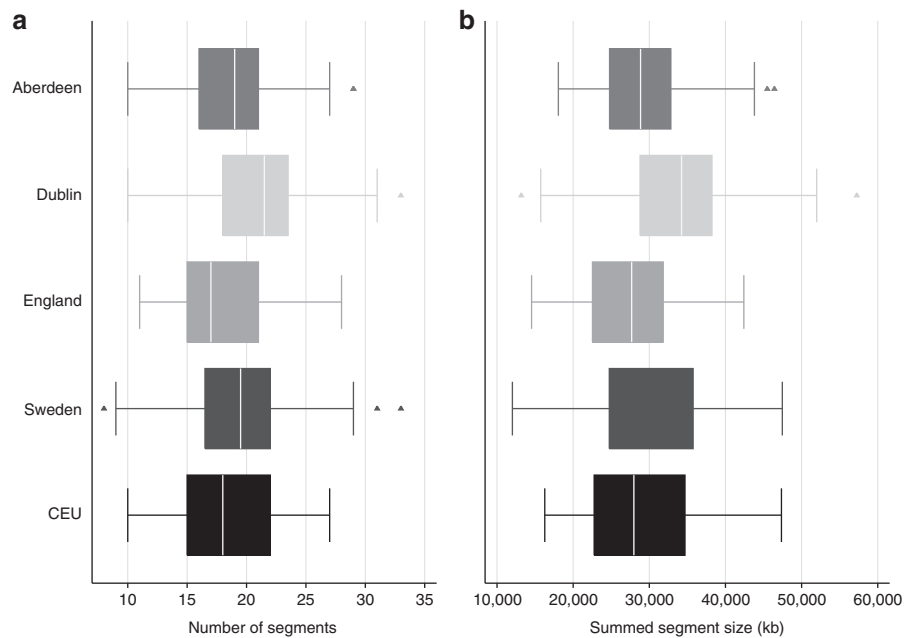 a
b
Aberdeen
Dublin
England
Sweden
CEU
10 15 20 25 30 35
Number of segments
10,000 20,000 30,000 40,000 50,000 60,000
Summed segment size (kb)